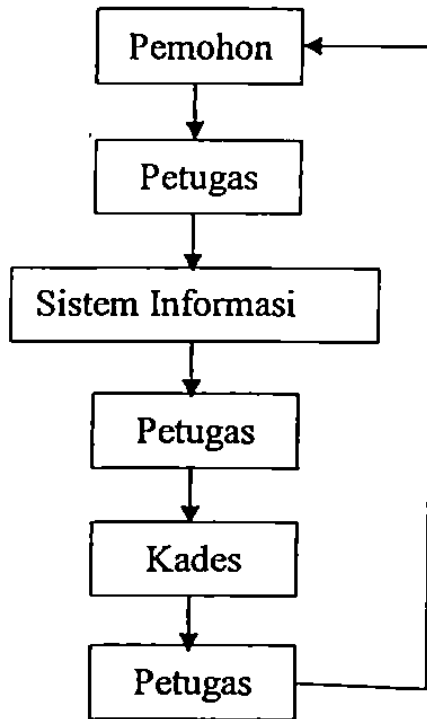 Pemohon
Petugas
Sistem Informasi
Petugas
Kades
Petugas